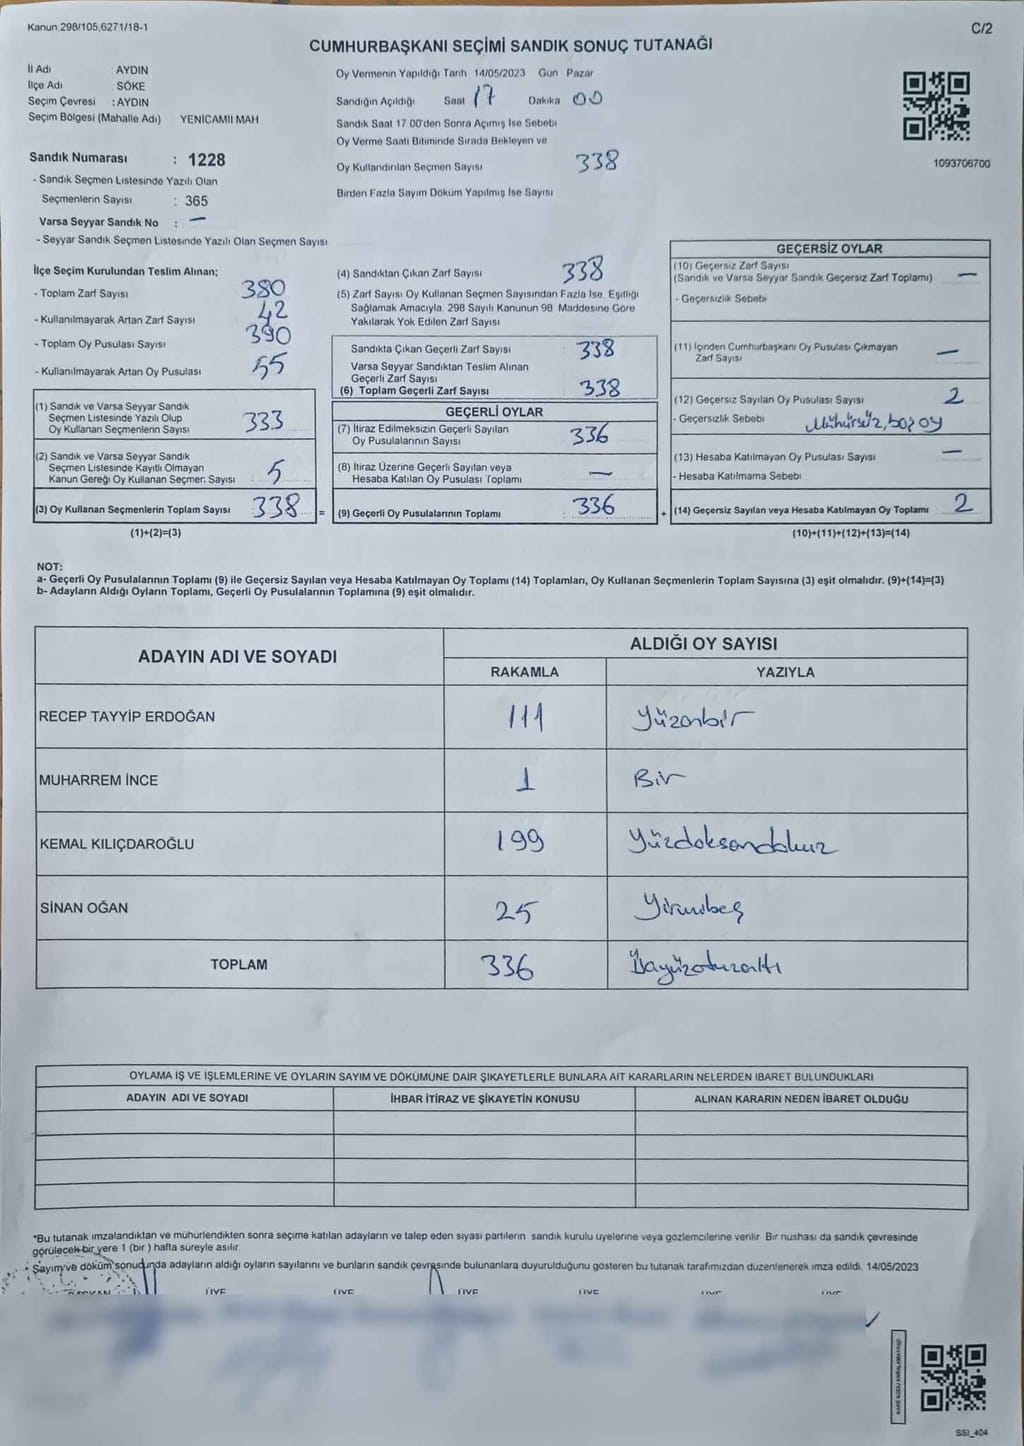 Kanun 298/105,6271/18-1
C/2
CUMHURBAŞKANI SEÇİMİ SANDIK SONUÇ TUTANAĞI
İl Adı AYDIN
İlçe Adı SÖKE
Seçim Çevresi : AYDIN
Seçim Bölgesi (Mahalle Adı) YENICAMII MAH
Sandık Numarası : 1228
- Sandık Seçmen Listesinde Yazılı Olan
Seçmenlerin Sayısı : 365
Varsa Seyyar Sandık No : —
- Seyyar Sandık Seçmen Listesinde Yazılı Olan Seçmen Sayısı
Oy Vermenin Yapıldığı Tarih 14/05/2023 Gün Pazar
Sandığın Açıldığı Saat 17 Dakika 00
Sandık Saat 17 00'den Sonra Açımış İse Sebebi
Oy Verme Saati Bitiminde Sırada Bekleyen ve
Oy Kullandırılan Seçmen Sayısı 338
Birden Fazla Sayım Döküm Yapılmış İse Sayısı
1093706700
İlçe Seçim Kurulundan Teslim Alınan;
- Toplam Zarf Sayısı 380
- Kullanılmayarak Artan Zarf Sayısı 42
- Toplam Oy Pusulası Sayısı 390
- Kullanılmayarak Artan Oy Pusulası 55
(1) Sandık ve Varsa Seyyar Sandık
Seçmen Listesinde Yazılı Olup
Oy Kullanan Seçmenlerin Sayısı 333
(2) Sandık ve Varsa Seyyar Sandık
Seçmen Listesinde Kayıtlı Olmayan
Kanun Gereği Oy Kullanan Seçmen Sayısı 5
(3) Oy Kullanan Seçmenlerin Toplam Sayısı 338 =
(1)+(2)=(3)
(4) Sandıktan Çıkan Zarf Sayısı 338
(5) Zarf Sayısı Oy Kullanan Seçmen Sayısından Fazla İse, Eşitliği
Sağlamak Amacıyla, 298 Sayılı Kanunun 98 Maddesine Göre
Yakılarak Yok Edilen Zarf Sayısı
Sandıkta Çıkan Geçerli Zarf Sayısı : 338
Varsa Seyyar Sandıktan Teslim Alınan
Geçerli Zarf Sayısı
(6) Toplam Geçerli Zarf Sayısı 338
GEÇERLİ OYLAR
(7) İtiraz Edilmeksizin Geçerli Sayılan
Oy Pusulalarının Sayısı 336
(8) İtiraz Üzerine Geçerli Sayılan veya
Hesaba Katılan Oy Pusulası Toplamı —
(9) Geçerli Oy Pusulalarının Toplamı : 336 +
GEÇERSİZ OYLAR
(10) Geçersiz Zarf Sayısı
(Sandık ve Varsa Seyyar Sandık Geçersiz Zarf Toplamı) —
- Geçersizlik Sebebi
(11) İçinden Cumhurbaşkanı Oy Pusulası Çıkmayan
Zarf Sayısı —
(12) Geçersiz Sayılan Oy Pusulası Sayısı 2
- Geçersizlik Sebebi Mühürsüz, boş oy
(13) Hesaba Katılmayan Oy Pusulası Sayısı —
- Hesaba Katılmama Sebebi
(14) Geçersiz Sayılan veya Hesaba Katılmayan Oy Toplamı 2
(10)+(11)+(12)+(13)=(14)
NOT:
a- Geçerli Oy Pusulalarının Toplamı (9) ile Geçersiz Sayılan veya Hesaba Katılmayan Oy Toplamı (14) Toplamları, Oy Kullanan Seçmenlerin Toplam Sayısına (3) eşit olmalıdır. (9)+(14)=(3)
b- Adayların Aldığı Oyların Toplamı, Geçerli Oy Pusulalarının Toplamına (9) eşit olmalıdır.
ADAYIN ADI VE SOYADI
ALDIĞI OY SAYISI
RAKAMLA YAZIYLA
RECEP TAYYİP ERDOĞAN 111 Yüzonbir
MUHARREM İNCE 1 Bir
KEMAL KILIÇDAROĞLU 199 Yüzdoksandokuz
SİNAN OĞAN 25 Yirmibeş
TOPLAM 336 Üçyüzotuzaltı
OYLAMA İŞ VE İŞLEMLERİNE VE OYLARIN SAYIM VE DÖKÜMÜNE DAİR ŞİKAYETLERLE BUNLARA AİT KARARLARIN NELERDEN İBARET BULUNDUKLARI
ADAYIN ADI VE SOYADI İHBAR İTİRAZ VE ŞİKAYETİN KONUSU ALINAN KARARIN NEDEN İBARET OLDUĞU
*Bu tutanak imzalandıktan ve mühürlendikten sonra seçime katılan adayların ve talep eden siyasi partilerin sandık kurulu üyelerine veya gözlemcilerine verilir. Bir nushası da sandık çevresinde
görülecek bir yere 1 (bir ) hafta süreyle asılır
* Sayım ve döküm sonucunda adayların aldığı oyların sayılarını ve bunların sandık çevresinde bulunanlara duyurulduğunu gösteren bu tutanak tarafımızdan düzenlenerek imza edildi. 14/05/2023
BAŞKAN ÜYE ÜYE ÜYE ÜYE ÜYE ÜYE
SSI_404